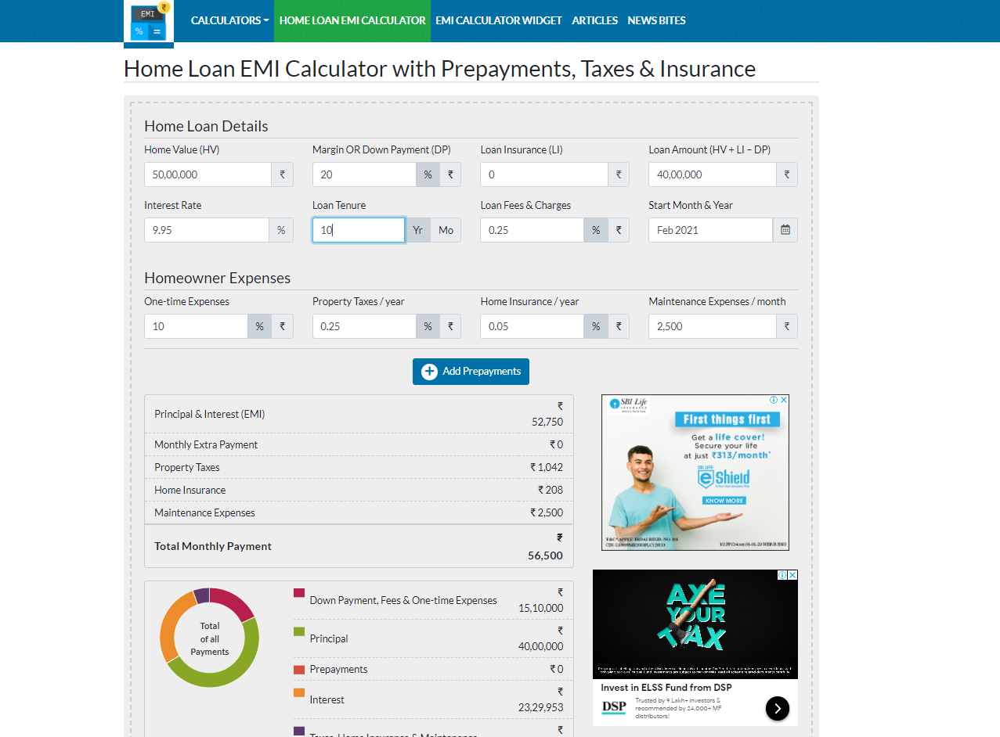 EMI ₹
% =
CALCULATORS
HOME LOAN EMI CALCULATOR
EMI CALCULATOR WIDGET
ARTICLES
NEWS BITES
Home Loan EMI Calculator with Prepayments, Taxes & Insurance
Home Loan Details
Home Value (HV)
50,00,000 ₹
Margin OR Down Payment (DP)
20 % ₹
Loan Insurance (LI)
0 ₹
Loan Amount (HV + LI – DP)
40,00,000 ₹
Interest Rate
9.95 %
Loan Tenure
10 Yr Mo
Loan Fees & Charges
0.25 % ₹
Start Month & Year
Feb 2021
Homeowner Expenses
One-time Expenses
10 % ₹
Property Taxes / year
0.25 % ₹
Home Insurance / year
0.05 % ₹
Maintenance Expenses / month
2,500 ₹
Add Prepayments
Principal & Interest (EMI) ₹
52,750
Monthly Extra Payment ₹ 0
Property Taxes ₹ 1,042
Home Insurance ₹ 208
Maintenance Expenses ₹ 2,500
Total Monthly Payment ₹
56,500
Total
of all
Payments
Down Payment, Fees & One-time Expenses ₹
15,10,000
Principal ₹
40,00,000
Prepayments ₹ 0
Interest ₹
23,29,953
Taxes, Home Insurance & Maintenance ₹
SBI Life
INSURANCE
First things first
Get a life cover!
Secure your life
at just ₹313/month*
SBI LIFE-
eShield
KNOW MORE
T&C* APPLY. IRDAI REGD. NO. 111
AXE
YOUR
TAX
Invest in ELSS Fund from DSP
DSP
Trusted by 9 Lakh+ investors &
recommended by 24,000+ MF
distributors!